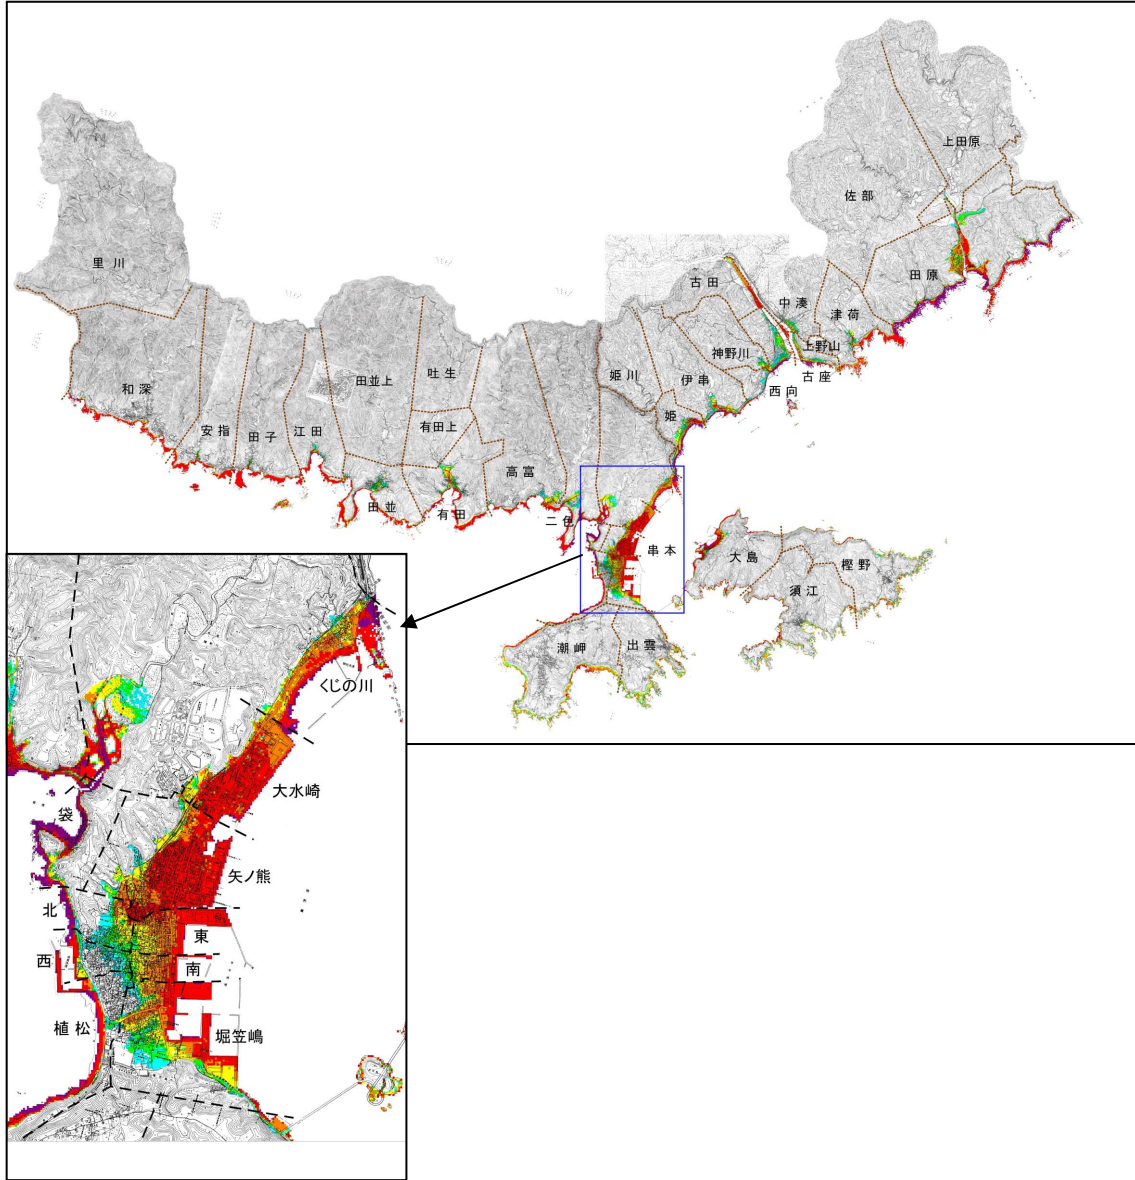 上田原
佐部
里川
古田
田原
中湊
津荷
上野山
神野川
古座
西向
姫川
伊串
姫
吐生
田並上
有田上
和深
安指
田子
江田
高富
田並
有田
二色
串本
大島
樫野
須江
潮岬
出雲
くじの川
大水崎
袋
矢ノ熊
北
東
西
南
植松
堀笠嶋